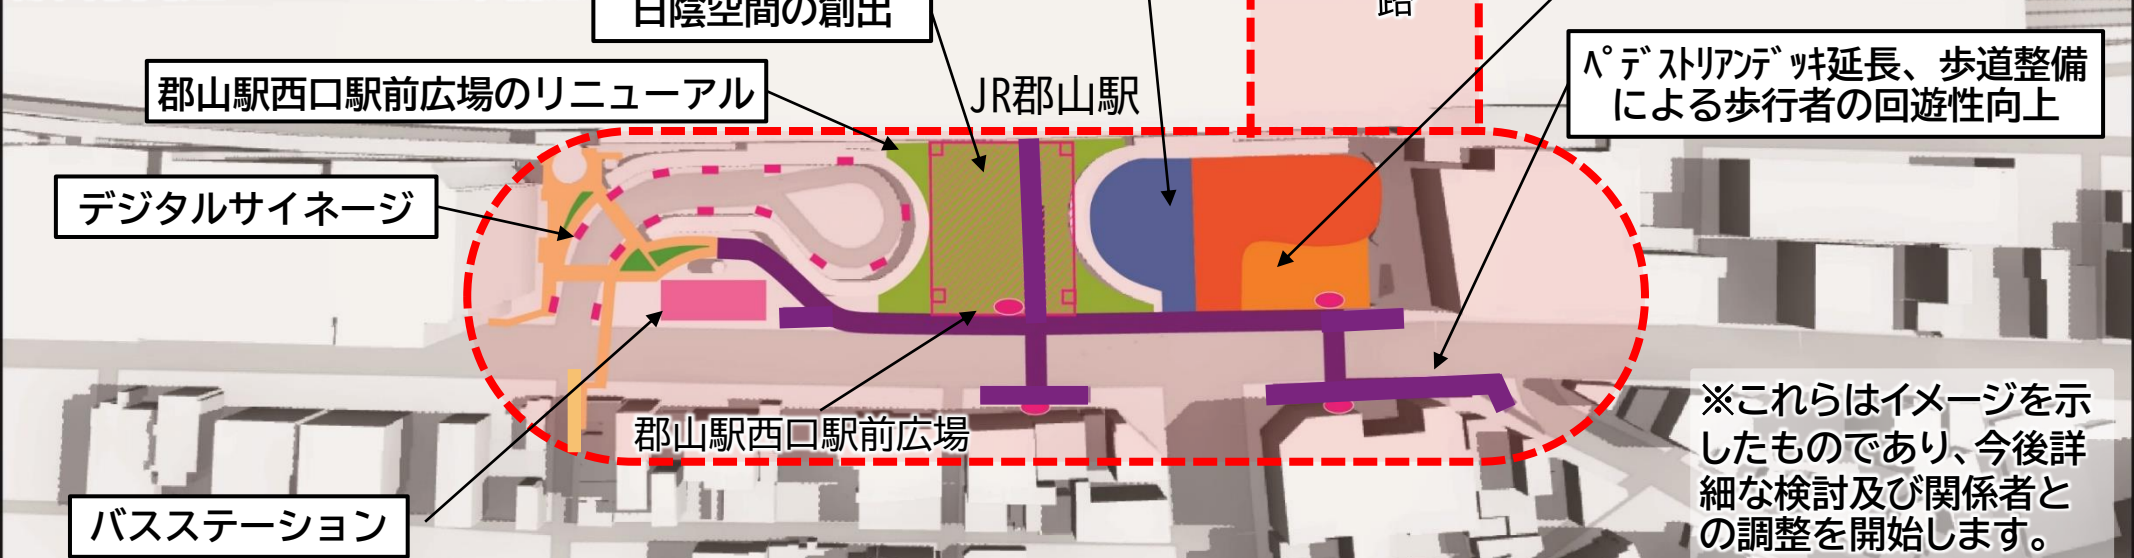 日陰空間の創出
路
ﾍﾟﾃﾞｽﾄﾘｱﾝﾃﾞｯｷ延長、歩道整備
による歩行者の回遊性向上
郡山駅西口駅前広場のリニューアル
JR郡山駅
デジタルサイネージ
郡山駅西口駅前広場
バスステーション
※これらはイメージを示
したものであり、今後詳
細な検討及び関係者と
の調整を開始します。